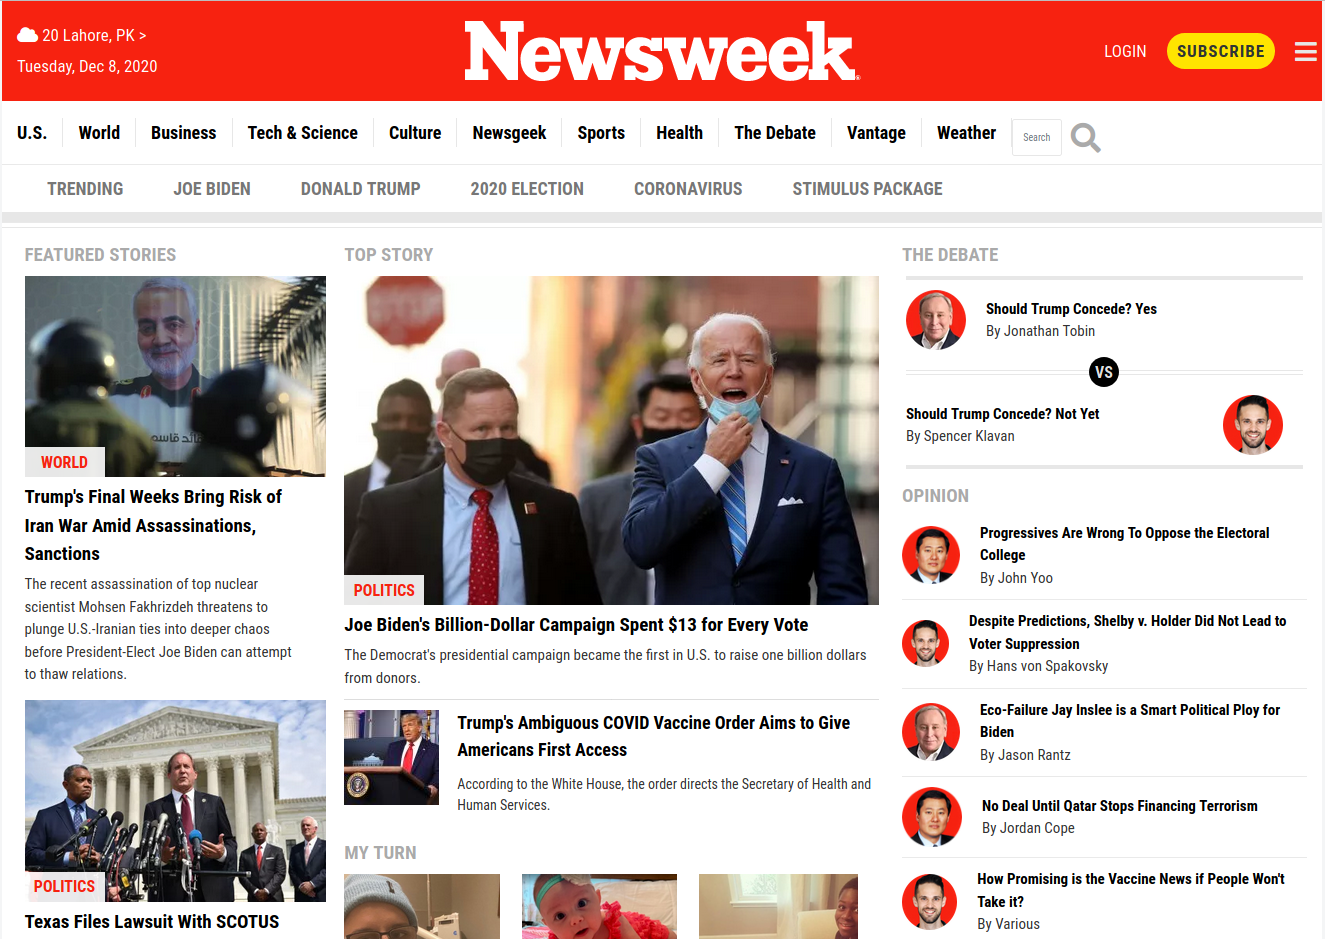 20 Lahore, PK >
Tuesday, Dec 8, 2020
Newsweek
LOGIN
SUBSCRIBE
U.S.
World
Business
Tech & Science
Culture
Newsgeek
Sports
Health
The Debate
Vantage
Weather
Search
TRENDING
JOE BIDEN
DONALD TRUMP
2020 ELECTION
CORONAVIRUS
STIMULUS PACKAGE
FEATURED STORIES
WORLD
Trump's Final Weeks Bring Risk of
Iran War Amid Assassinations,
Sanctions
The recent assassination of top nuclear
scientist Mohsen Fakhrizdeh threatens to
plunge U.S.-Iranian ties into deeper chaos
before President-Elect Joe Biden can attempt
to thaw relations.
POLITICS
Texas Files Lawsuit With SCOTUS
TOP STORY
STOP
POLITICS
Joe Biden's Billion-Dollar Campaign Spent $13 for Every Vote
The Democrat's presidential campaign became the first in U.S. to raise one billion dollars
from donors.
Trump's Ambiguous COVID Vaccine Order Aims to Give
Americans First Access
According to the White House, the order directs the Secretary of Health and
Human Services.
MY TURN
THE DEBATE
Should Trump Concede? Yes
By Jonathan Tobin
VS
Should Trump Concede? Not Yet
By Spencer Klavan
OPINION
Progressives Are Wrong To Oppose the Electoral
College
By John Yoo
Despite Predictions, Shelby v. Holder Did Not Lead to
Voter Suppression
By Hans von Spakovsky
Eco-Failure Jay Inslee is a Smart Political Ploy for
Biden
By Jason Rantz
No Deal Until Qatar Stops Financing Terrorism
By Jordan Cope
How Promising is the Vaccine News if People Won't
Take it?
By Various